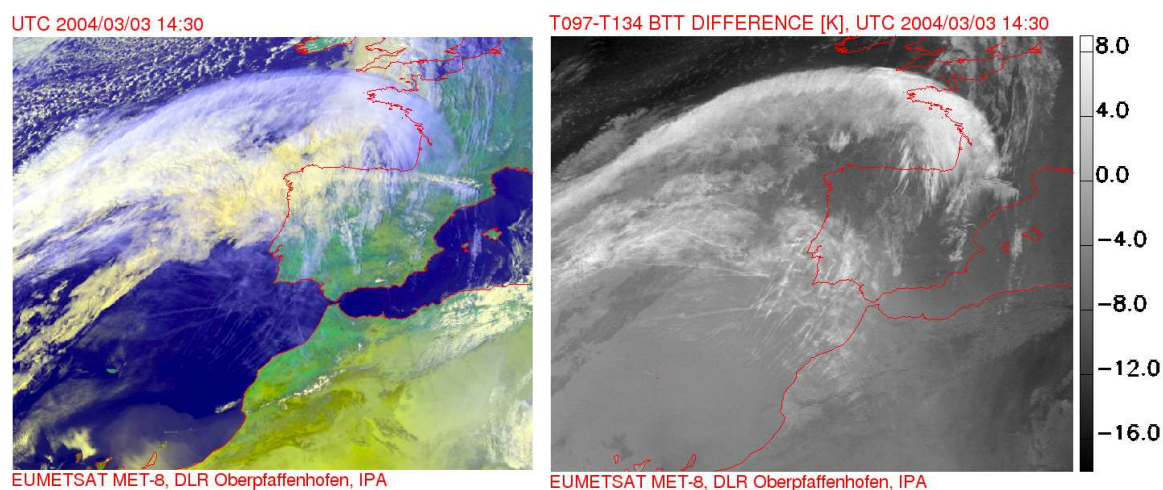 UTC 2004/03/03 14:30
EUMETSAT MET-8, DLR Oberpfaffenhofen, IPA
T097-T134 BTT DIFFERENCE [K], UTC 2004/03/03 14:30
8.0
4.0
0.0
−4.0
−8.0
−12.0
−16.0
EUMETSAT MET-8, DLR Oberpfaffenhofen, IPA